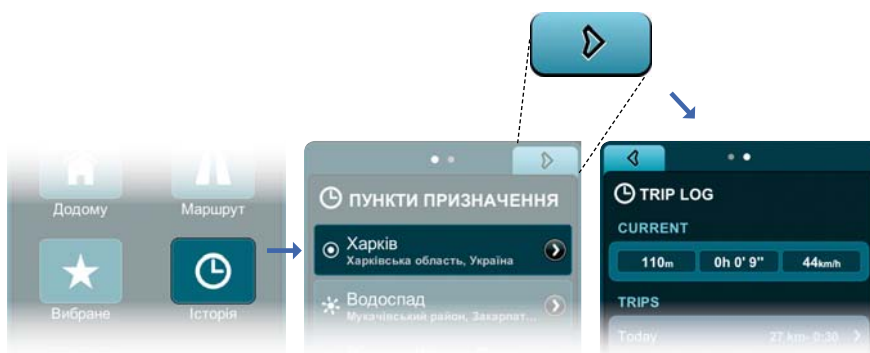 Додому
Маршрут
Вибране
Історія
ПУНКТИ ПРИЗНАЧЕННЯ
Харків
Харківська область, Україна
Водоспад
Мукачівський район, Закарпат...
TRIP LOG
CURRENT
110m 0h 0' 9" 44km/h
TRIPS
Today 27 km- 0:30